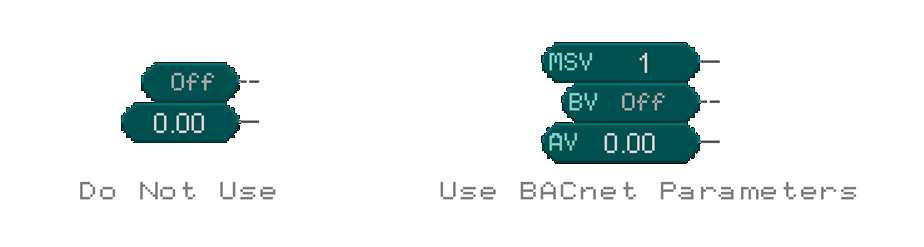 Off
0.00
Do Not Use
MSV 1
BV Off
AV 0.00
Use BACnet Parameters